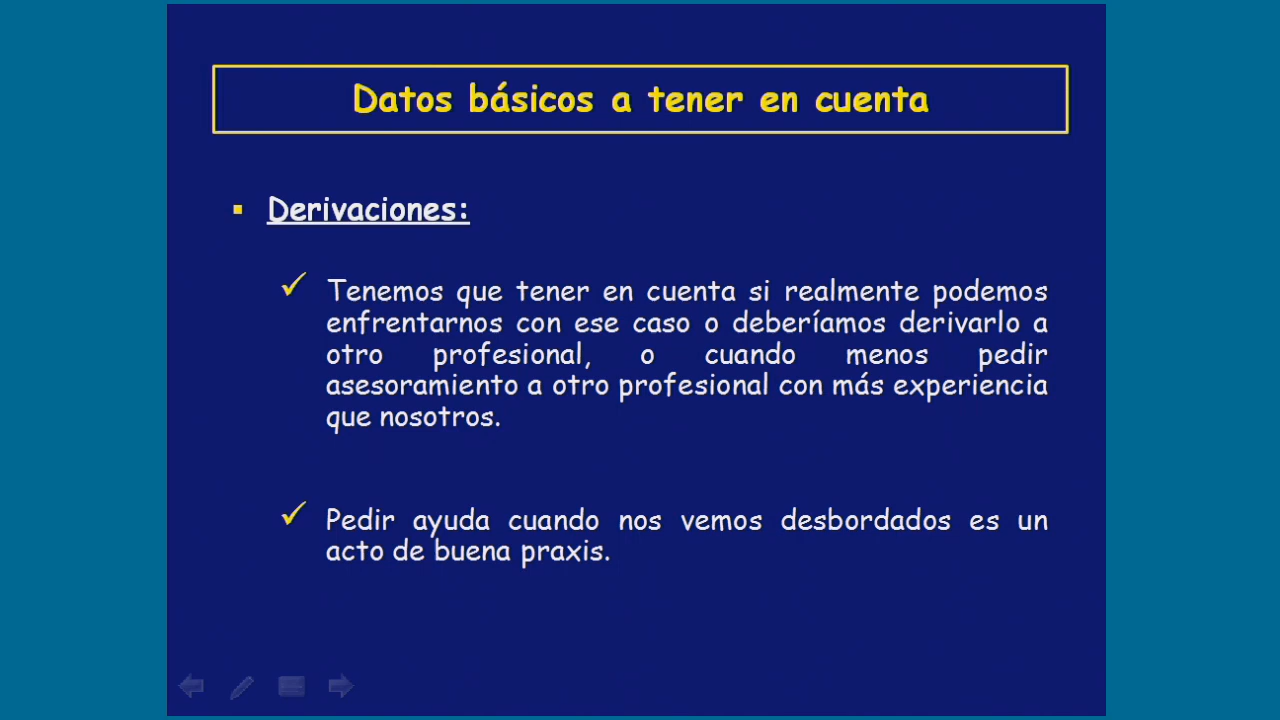 Datos básicos a tener en cuenta
Derivaciones:
Tenemos que tener en cuenta si realmente podemos
enfrentarnos con ese caso o deberíamos derivarlo a
otro profesional, o cuando menos pedir
asesoramiento a otro profesional con más experiencia
que nosotros.
Pedir ayuda cuando nos vemos desbordados es un
acto de buena praxis.